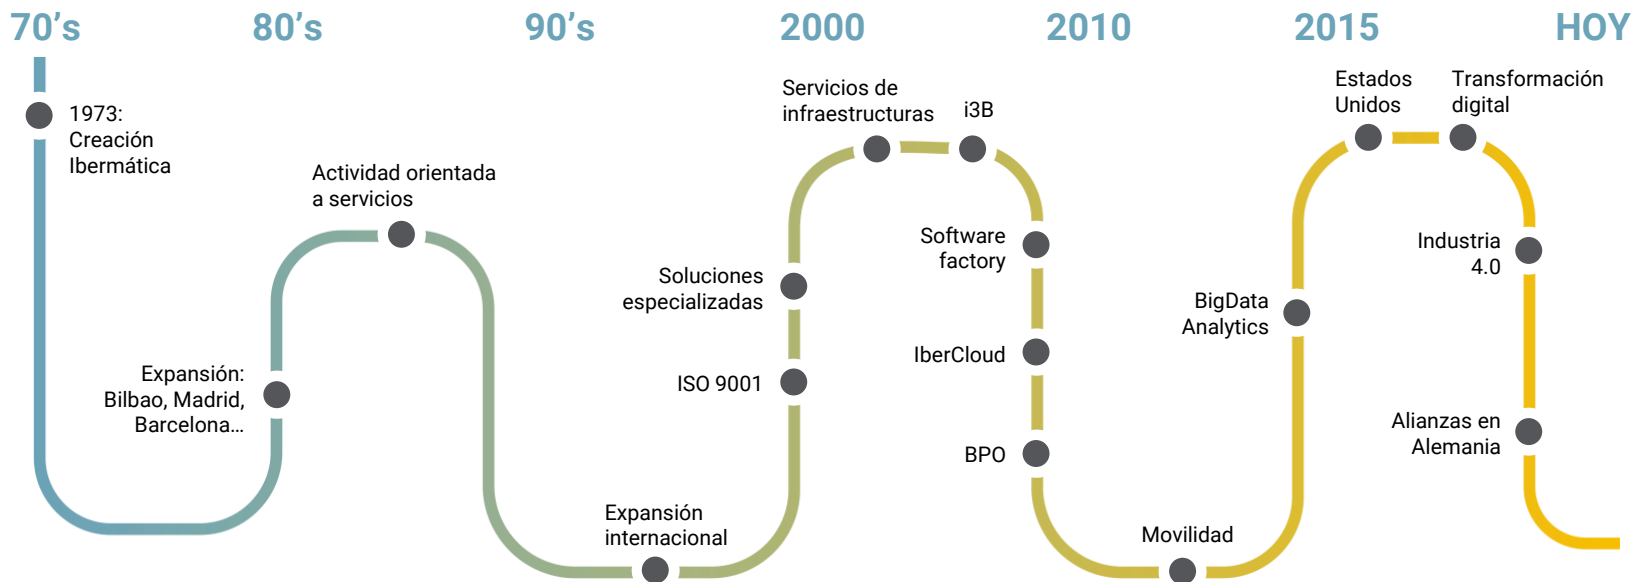 70’s
80’s
90’s
2000
2010
2015
HOY
1973:
Creación
Ibermática
Expansión:
Bilbao, Madrid,
Barcelona...
Actividad orientada
a servicios
Expansión
internacional
ISO 9001
Soluciones
especializadas
Servicios de
infraestructuras
i3B
Software
factory
IberCloud
BPO
Movilidad
BigData
Analytics
Estados
Unidos
Transformación
digital
Industria
4.0
Alianzas en
Alemania